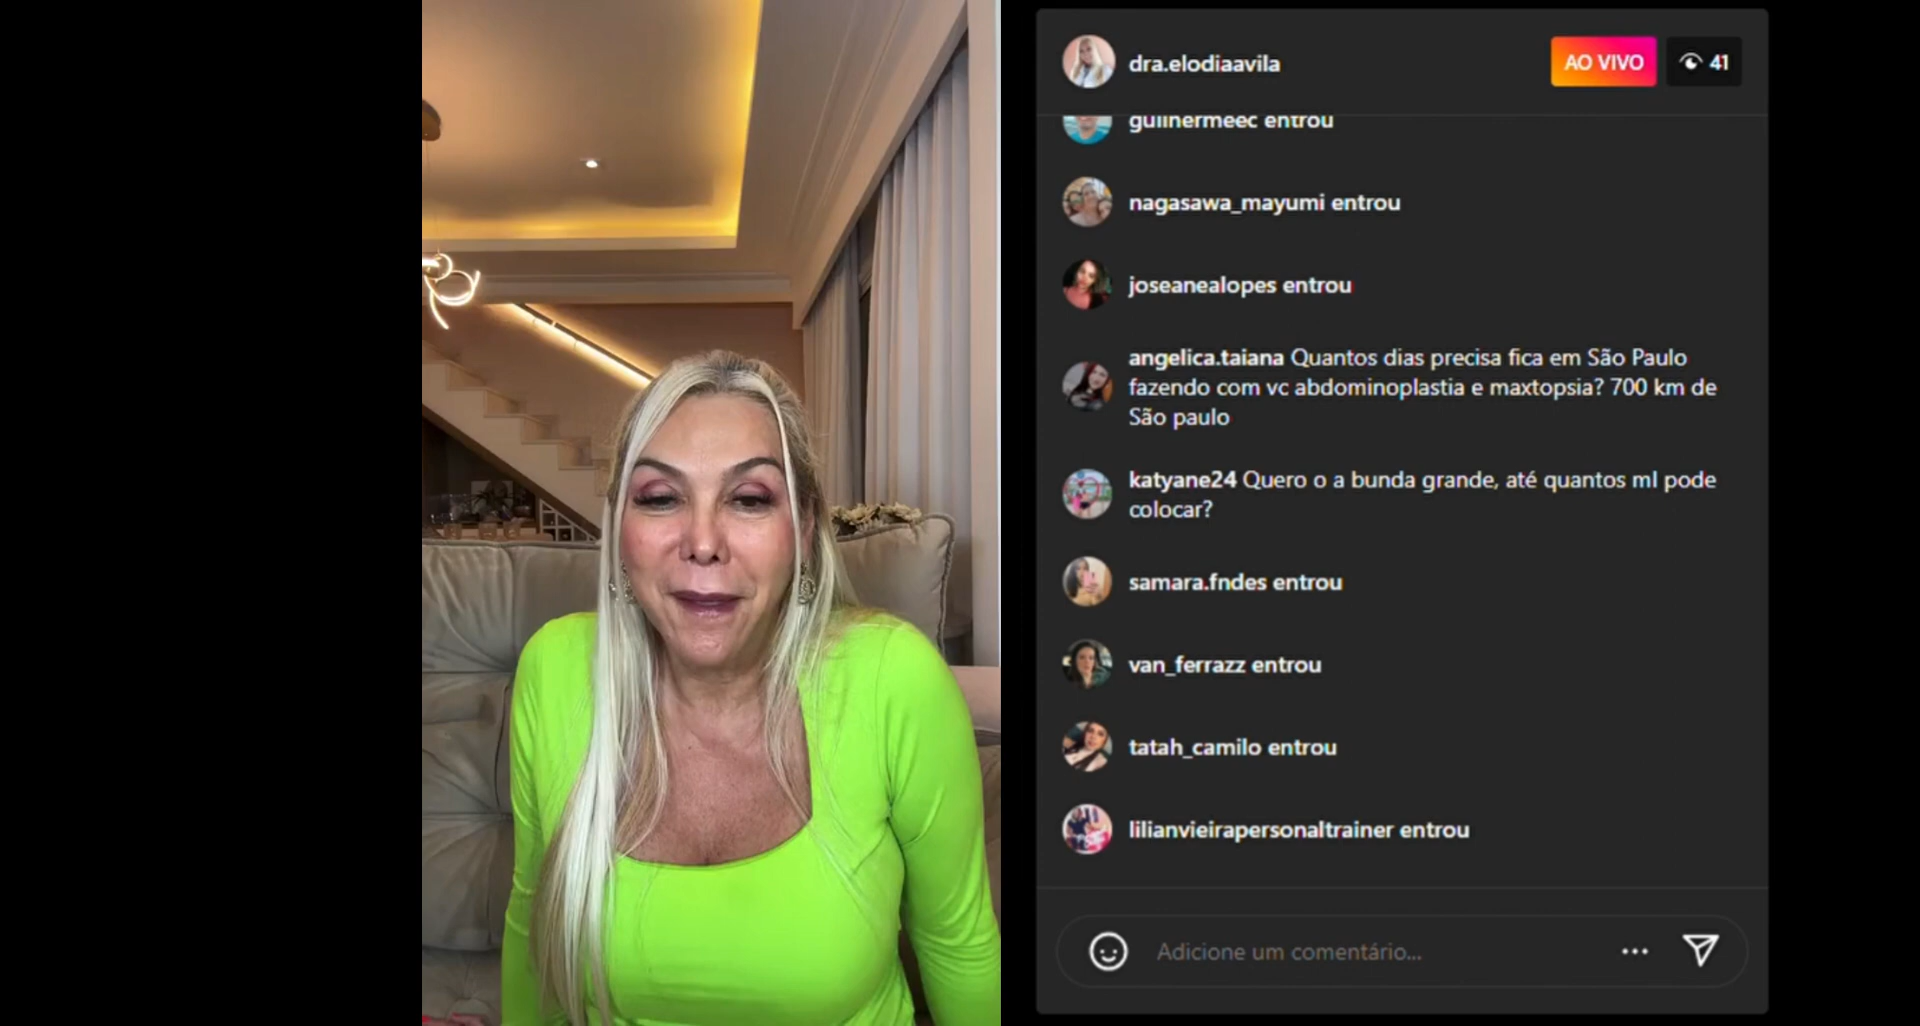 dra.elodiaavila
AO VIVO
41
guilhermeec entrou
nagasawa_mayumi entrou
joseanealopes entrou
angelica.taiana Quantos dias precisa fica em São Paulo
fazendo com vc abdominoplastia e maxtopsia? 700 km de
São paulo
katyane24 Quero o a bunda grande, até quantos ml pode
colocar?
samara.fndes entrou
van_ferrazz entrou
tatah_camilo entrou
lilianvieirapersonaltrainer entrou
Adicione um comentário...